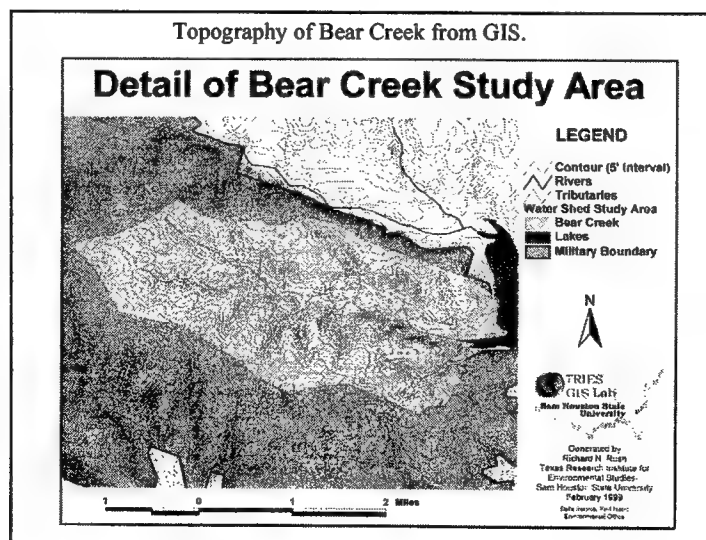 Topography of Bear Creek from GIS.
Detail of Bear Creek Study Area
LEGEND
Contour (5' Interval)
Rivers
Tributaries
Water Shed Study Area
Bear Creek
Lakes
Military Boundary
N
TRIES
GIS Lab
Sam Houston State
University
Generated by
Richard N. Rush
Texas Research Institute for
Environmental Studies-
Sam Houston State University
February 1999
Environmental Office
1 0 1 2 Miles